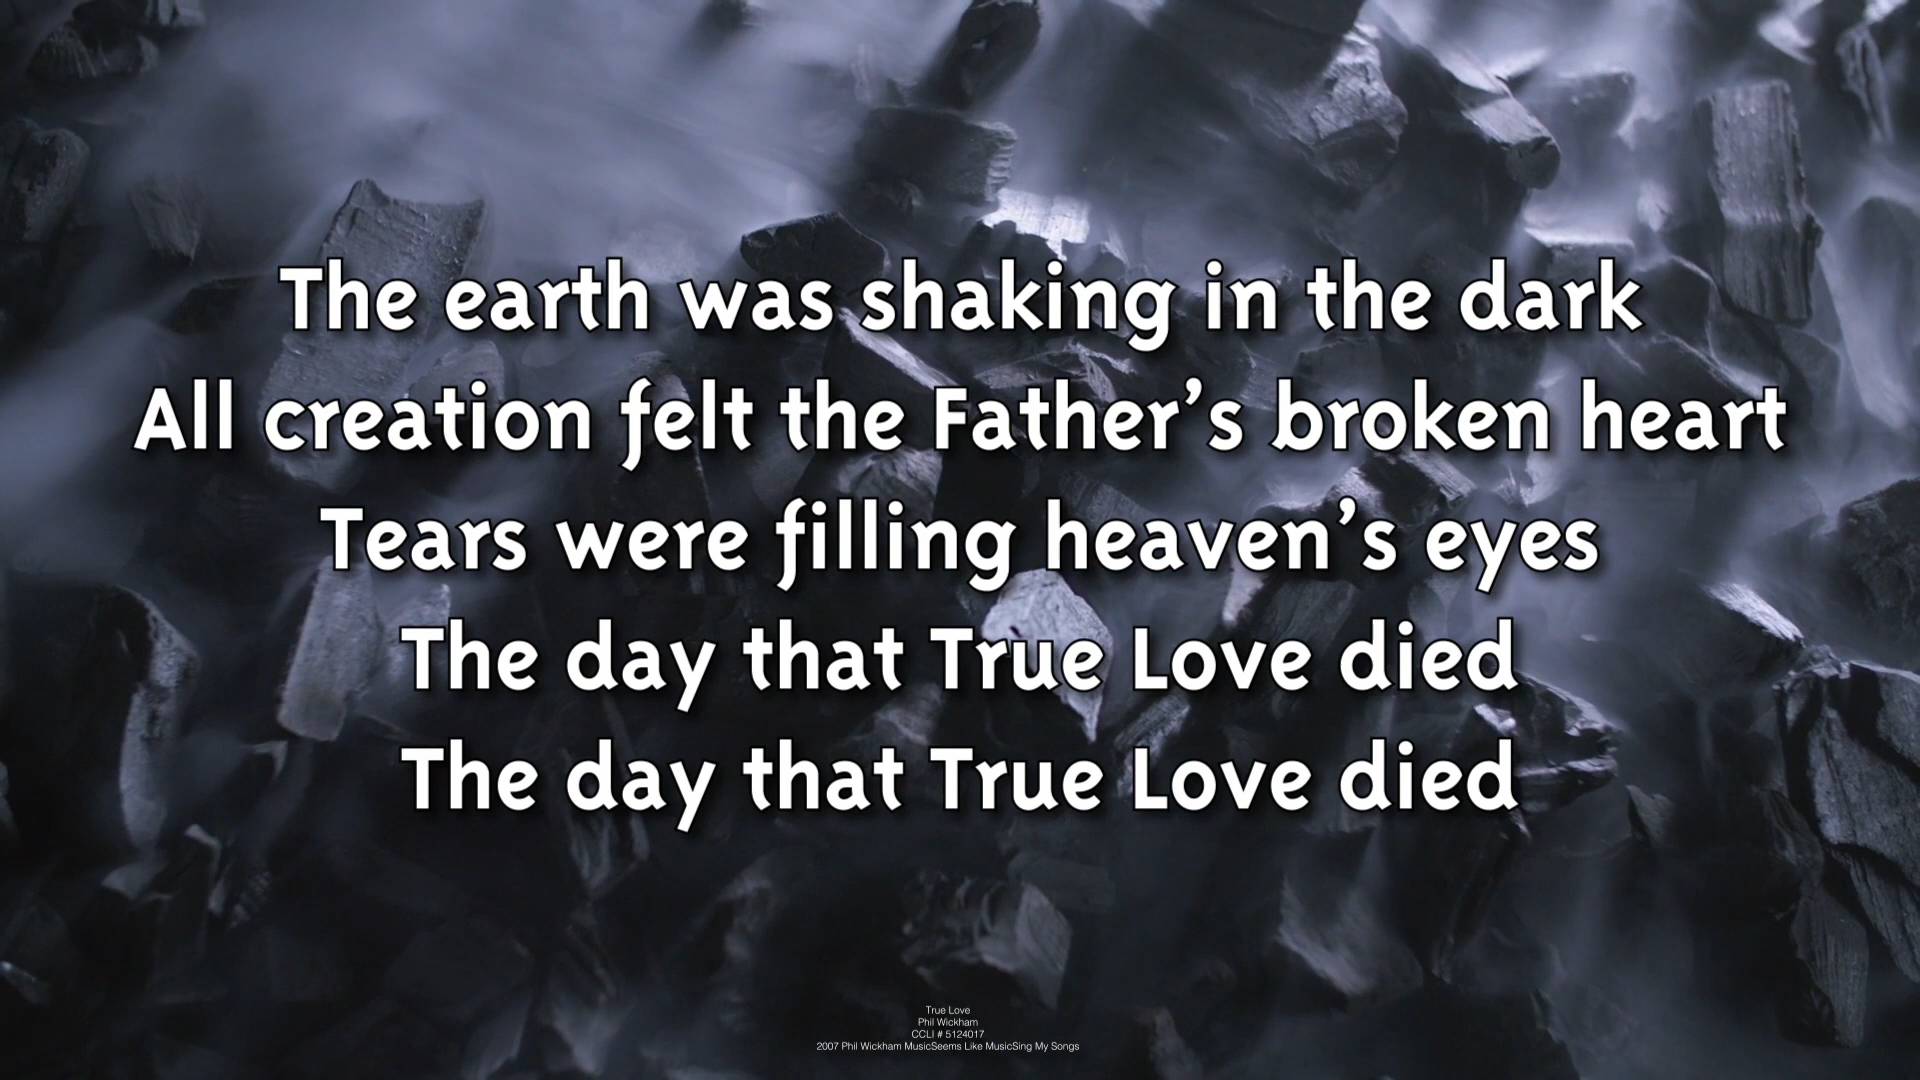 The earth was shaking in the dark
All creation felt the Father’s broken heart
Tears were filling heaven’s eyes
The day that True Love died
The day that True Love died
True Love
Phil Wickham
CCLI # 5124017
2007 Phil Wickham MusicSeems Like MusicSing My Songs